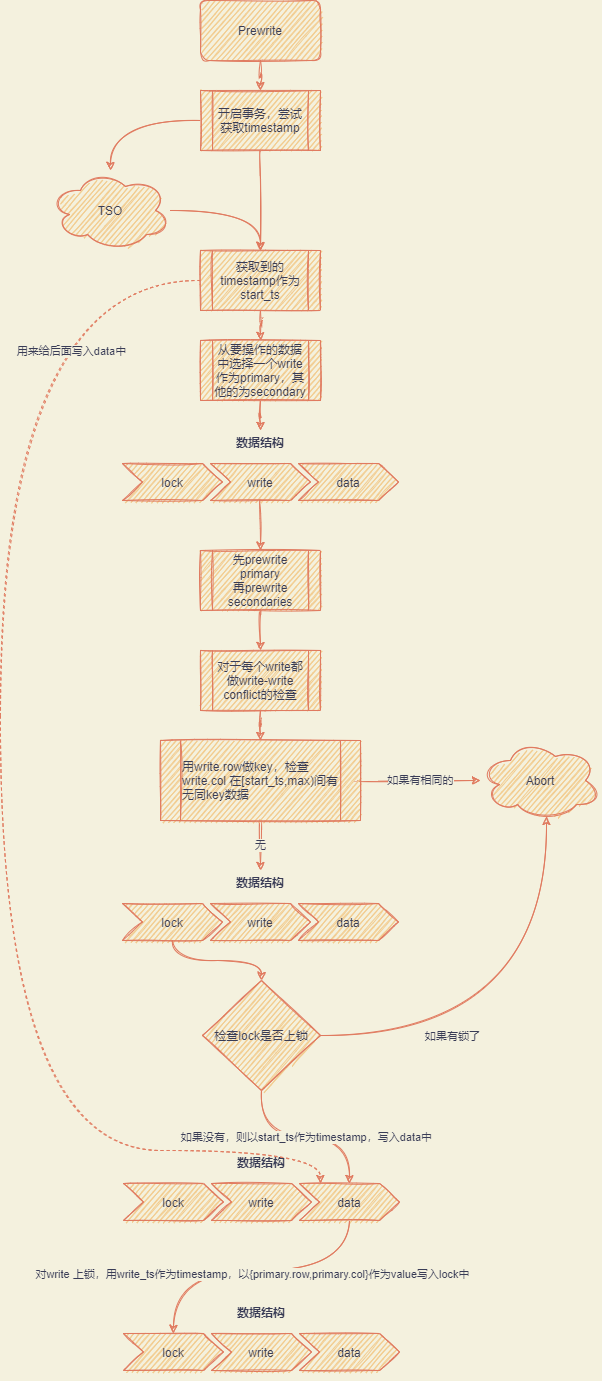 Prewrite
开启事务，尝试
获取timestamp
TSO
获取到的
timestamp作为
start_ts
用来给后面写入data中
从要操作的数据
中选择一个write
作为primary，其
他的为secondary
数据结构
lock
write
data
先prewrite
primary
再prewrite
secondaries
对于每个write都
做write-write
conflict的检查
用write.row做key，检查
write.col 在[start_ts,max)间有
无同key数据
如果有相同的
Abort
无
数据结构
lock
write
data
检查lock是否上锁
如果有锁了
如果没有，则以start_ts作为timestamp，写入data中
数据结构
lock
write
data
对write 上锁，用write_ts作为timestamp，以{primary.row,primary.col}作为value写入lock中
数据结构
lock
write
data